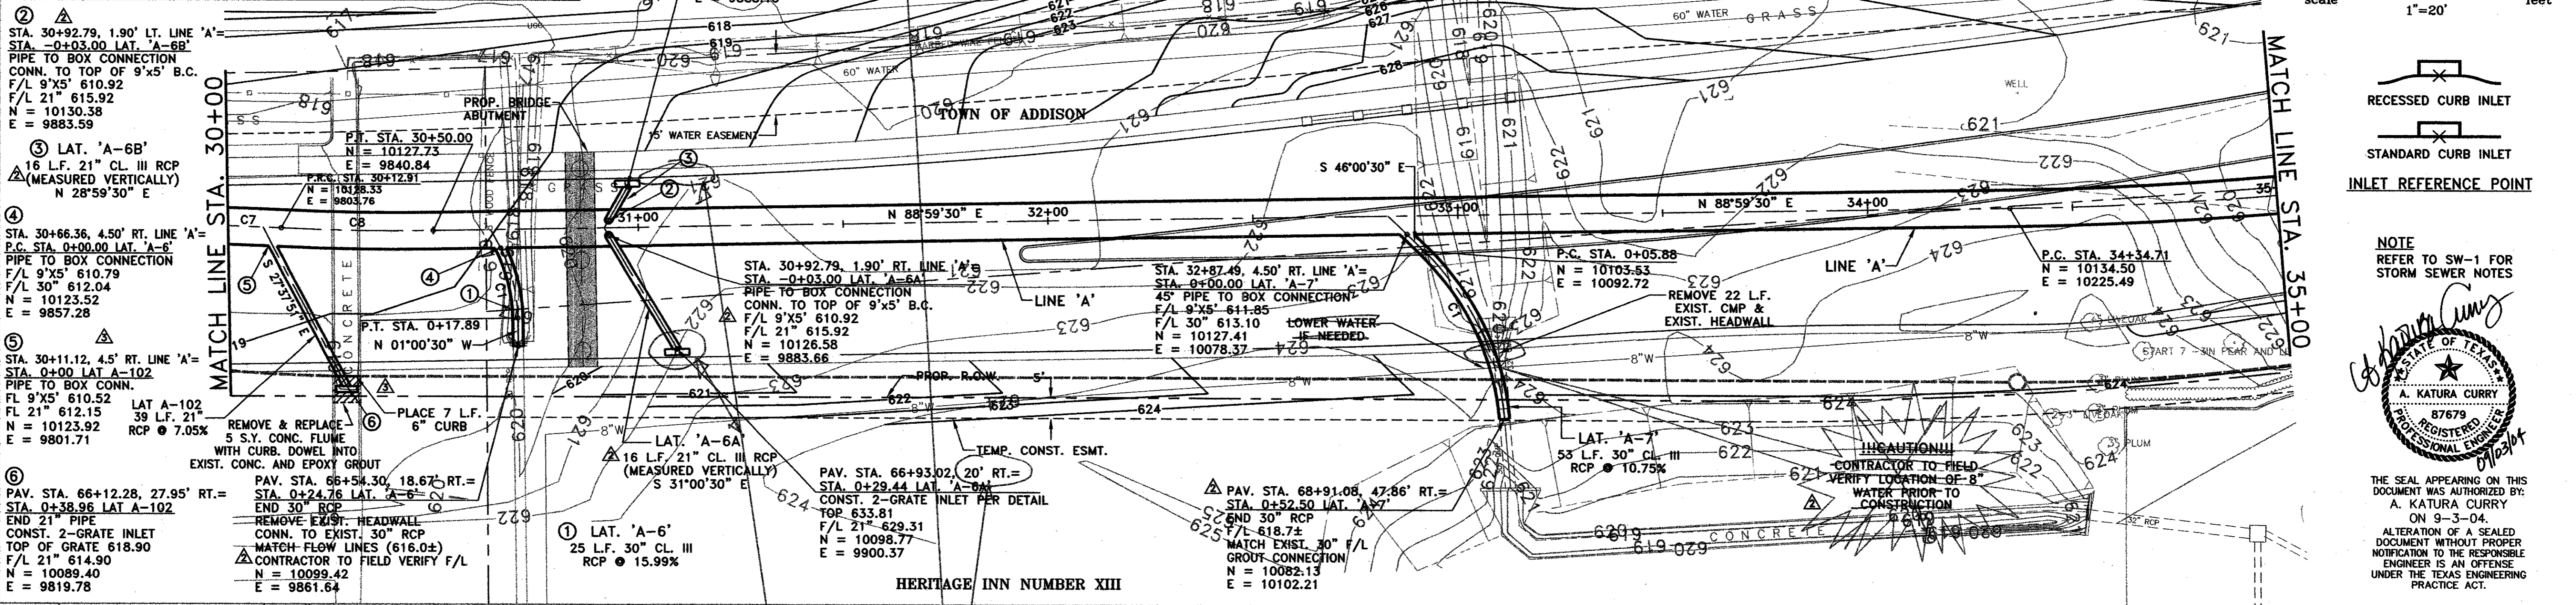 ②
STA. 30+92.79, 1.90' LT. LINE 'A'=
STA. -0+03.00 LAT. 'A-6B'
PIPE TO BOX CONNECTION
CONN. TO TOP OF 9'x5' B.C.
F/L 9'X5' 610.92
F/L 21" 615.92
N = 10130.38
E = 9883.59
③ LAT. 'A-6B'
16 L.F. 21" CL. III RCP
(MEASURED VERTICALLY)
N 28°59'30" E
④
STA. 30+66.36, 4.50' RT. LINE 'A'=
P.C. STA. 0+00.00 LAT. 'A-6'
PIPE TO BOX CONNECTION
F/L 9'X5' 610.79
F/L 30" 612.04
N = 10123.52
E = 9857.28
⑤
STA. 30+11.12, 4.5' RT. LINE 'A'=
STA. 0+00 LAT A-102
PIPE TO BOX CONN.
FL 9'X5' 610.52
FL 21" 612.15
N = 10123.92
E = 9801.71
⑥
PAV. STA. 66+12.28, 27.95' RT.=
STA. 0+38.96 LAT A-102
END 21" PIPE
CONST. 2-GRATE INLET
TOP OF GRATE 618.90
F/L 21" 614.90
N = 10089.40
E = 9819.78
MATCH LINE STA. 30+00
LAT A-102
39 L.F. 21"
RCP @ 7.05%
REMOVE & REPLACE
5 S.Y. CONC. FLUME
WITH CURB. DOWEL INTO
EXIST. CONC. AND EPOXY GROUT
PLACE 7 L.F.
6" CURB
PAV. STA. 66+54.30, 18.67' RT.=
STA. 0+24.76 LAT. 'A-6'
END 30" RCP
REMOVE EXIST. HEADWALL
CONN. TO EXIST. 30" RCP
MATCH FLOW LINES (616.0±)
CONTRACTOR TO FIELD VERIFY F/L
N = 10099.42
E = 9861.64
P.T. STA. 30+50.00
N = 10127.73
E = 9840.84
P.R.C. STA. 30+12.91
N = 10128.33
E = 9803.76
C7
C8
S 27°37'51" E
CONCRETE
P.T. STA. 0+17.89
N 01°00'30" W
PROP. BRIDGE
ABUTMENT
15' WATER EASEMENT
60" WATER
TOWN OF ADDISON
GRASS
31+00
N 88°59'30" E
32+00
33+00
N 88°59'30" E
34+00
35
STA. 30+92.79, 1.90' RT. LINE 'A'=
STA. -0+03.00 LAT. 'A-6A'
PIPE TO BOX CONNECTION
CONN. TO TOP OF 9'x5' B.C.
F/L 9'X5' 610.92
F/L 21" 615.92
N = 10126.58
E = 9883.66
LINE 'A'
PROP. R.O.W.
5'
TEMP. CONST. ESMT.
LAT. 'A-6A'
16 L.F. 21" CL. III RCP
(MEASURED VERTICALLY)
S 31°00'30" E
① LAT. 'A-6'
25 L.F. 30" CL. III
RCP @ 15.99%
PAV. STA. 66+93.02, 20' RT.=
STA. 0+29.44 LAT. 'A-6A'
CONST. 2-GRATE INLET PER DETAIL
TOP 633.81
F/L 21" 629.31
N = 10098.77
E = 9900.37
HERITAGE INN NUMBER XIII
S 46°00'30" E
STA. 32+87.49, 4.50' RT. LINE 'A'=
STA. 0+00.00 LAT. 'A-7'
45° PIPE TO BOX CONNECTION
F/L 9'X5' 611.85
F/L 30" 613.10
N = 10127.41
E = 10078.37
LOWER WATER
IF NEEDED
P.C. STA. 0+05.88
N = 10103.53
E = 10092.72
REMOVE 22 L.F.
EXIST. CMP &
EXIST. HEADWALL
LAT. 'A-7'
53 L.F. 30" CL. III
RCP @ 10.75%
PAV. STA. 68+91.08, 47.86' RT.=
STA. 0+52.50 LAT. 'A-7'
END 30" RCP
F/L 618.7±
MATCH EXIST. 30" F/L
GROUT CONNECTION
N = 10082.13
E = 10102.21
60" WATER
GRASS
WELL
LINE 'A'
P.C. STA. 34+34.71
N = 10134.50
E = 10225.49
!!!CAUTION!!!
CONTRACTOR TO FIELD
VERIFY LOCATION OF 8"
WATER PRIOR TO
CONSTRUCTION
CONCRETE
32" RCP
PLUM
MATCH LINE STA. 35+00
scale
1"=20'
feet
RECESSED CURB INLET
STANDARD CURB INLET
INLET REFERENCE POINT
NOTE
REFER TO SW-1 FOR
STORM SEWER NOTES
STATE OF TEXAS
A. KATURA CURRY
87679
REGISTERED
PROFESSIONAL ENGINEER
09/03/04
THE SEAL APPEARING ON THIS
DOCUMENT WAS AUTHORIZED BY:
A. KATURA CURRY
ON 9-3-04.
ALTERATION OF A SEALED
DOCUMENT WITHOUT PROPER
NOTIFICATION TO THE RESPONSIBLE
ENGINEER IS AN OFFENSE
UNDER THE TEXAS ENGINEERING
PRACTICE ACT.